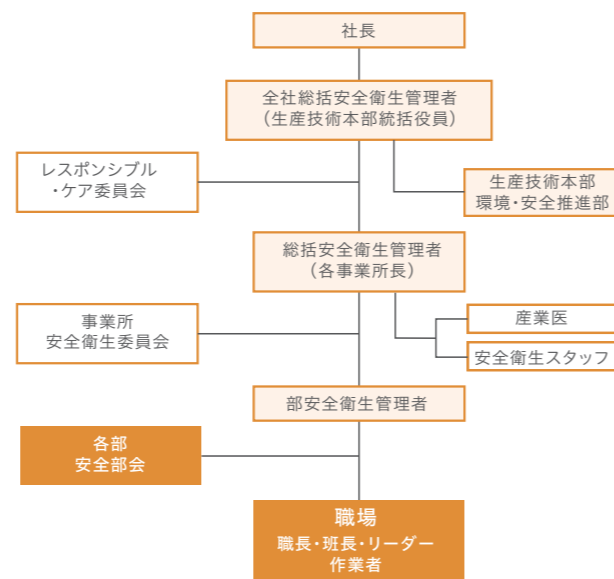 社長
全社総括安全衛生管理者
（生産技術本部統括役員）
レスポンシブル
・ケア委員会
生産技術本部
環境・安全推進部
総括安全衛生管理者
（各事業所長）
事業所
安全衛生委員会
産業医
安全衛生スタッフ
部安全衛生管理者
各部
安全部会
職場
職長・班長・リーダー
作業者